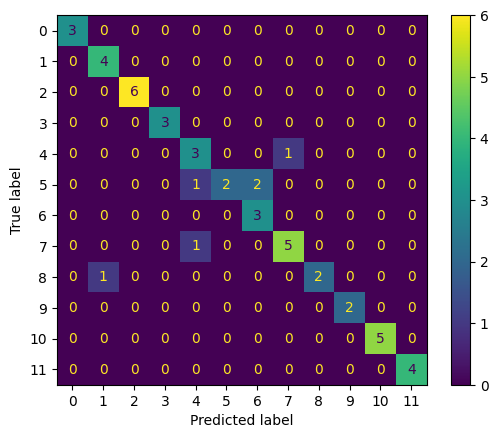 0 3 0 0 0 0 0 0 0 0 0 0 0 6
1 0 4 0 0 0 0 0 0 0 0 0 0
2 0 0 6 0 0 0 0 0 0 0 0 0 5
3 0 0 0 3 0 0 0 0 0 0 0 0
4 0 0 0 0 3 0 0 1 0 0 0 0 4
True label
5 0 0 0 0 1 2 2 0 0 0 0 0 3
6 0 0 0 0 0 0 3 0 0 0 0 0
7 0 0 0 0 1 0 0 5 0 0 0 0
8 0 1 0 0 0 0 0 0 2 0 0 0 2
9 0 0 0 0 0 0 0 0 0 2 0 0
10 0 0 0 0 0 0 0 0 0 0 5 0 1
11 0 0 0 0 0 0 0 0 0 0 0 4 0
0 1 2 3 4 5 6 7 8 9 10 11
Predicted label